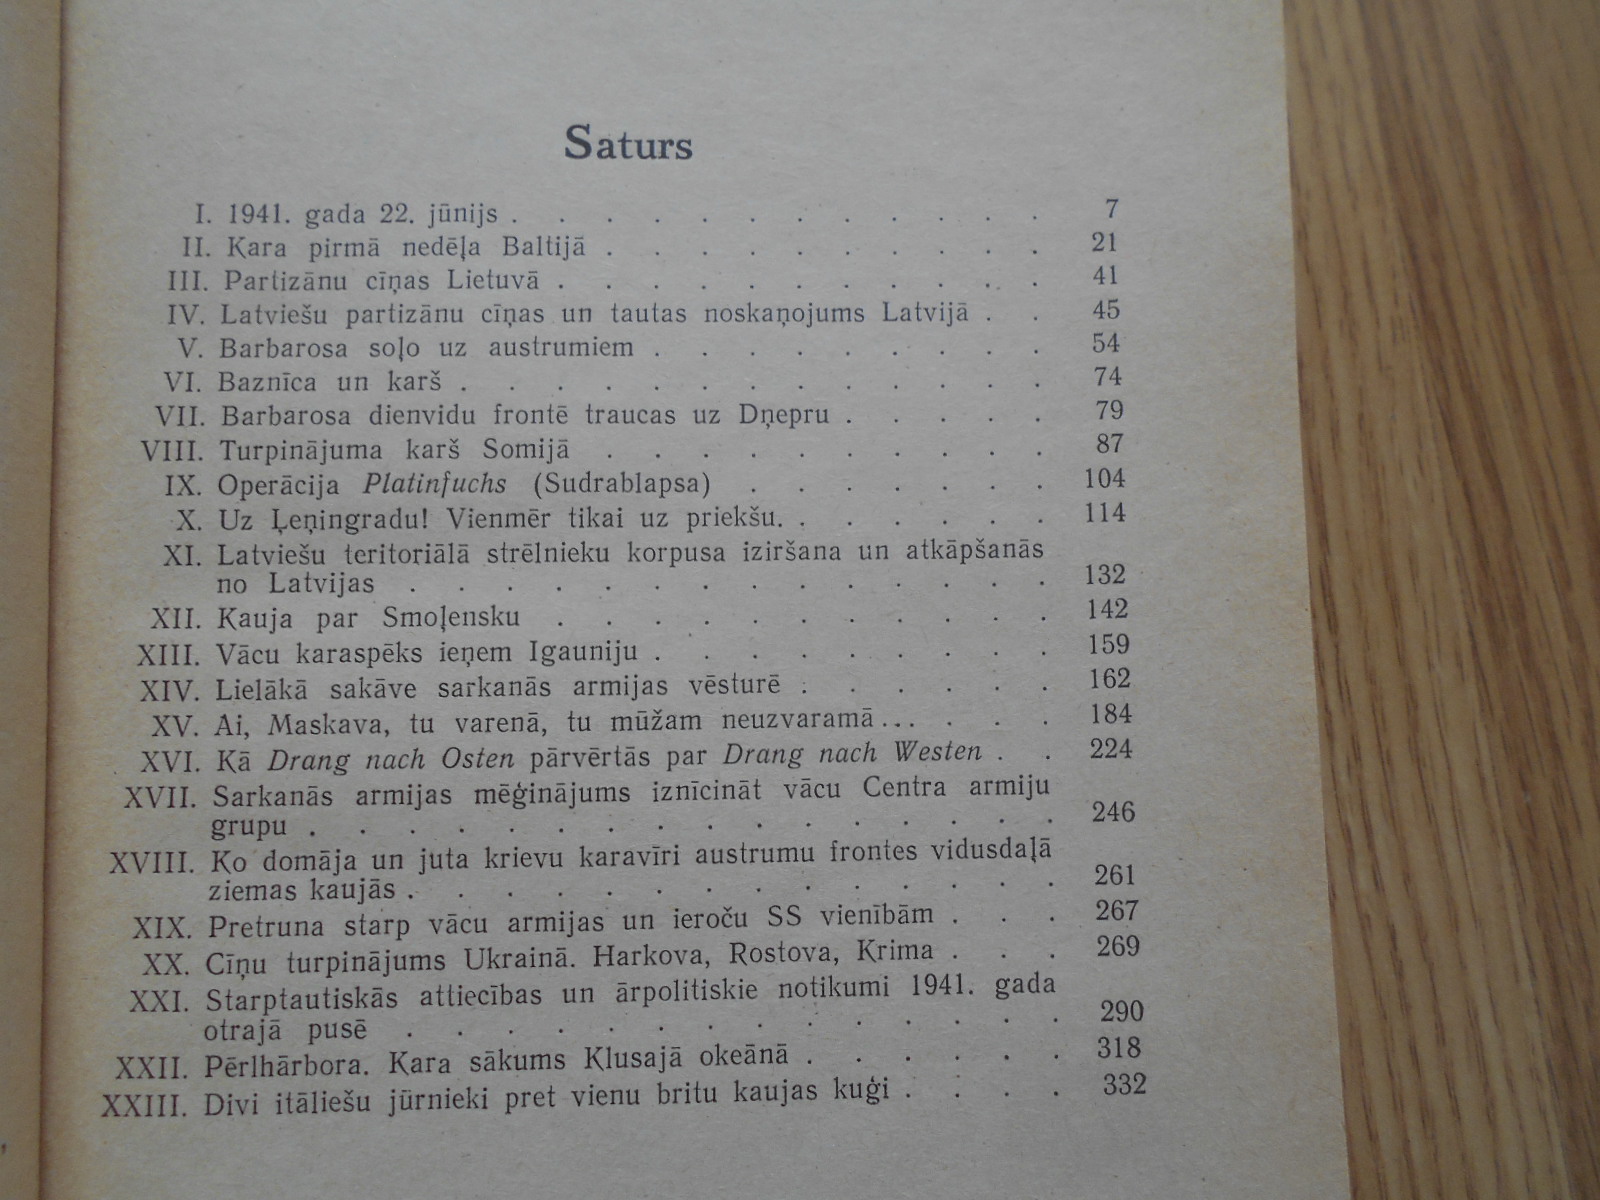 Saturs
I. 1941. gada 22. jūnijs . . . . . . . . . . . . 7
II. Kara pirmā nedēļa Baltijā . . . . . . . . . . 21
III. Partizānu cīņas Lietuvā . . . . . . . . . . . 41
IV. Latviešu partizānu cīņas un tautas noskaņojums Latvijā . . 45
V. Barbarosa soļo uz austrumiem . . . . . . . . . 54
VI. Baznīca un karš . . . . . . . . . . . . . 74
VII. Barbarosa dienvidu frontē traucas uz Dņepru . . . . . 79
VIII. Turpinājuma karš Somijā . . . . . . . . . . 87
IX. Operācija Platinfuchs (Sudrablapsa) . . . . . . . 104
X. Uz Ļeņingradu! Vienmēr tikai uz priekšu. . . . . . . 114
XI. Latviešu teritoriālā strēlnieku korpusa iziršana un atkāpšanās
no Latvijas . . . . . . . . . . . . . . 132
XII. Kauja par Smoļensku . . . . . . . . . . . 142
XIII. Vācu karaspēks ieņem Igauniju . . . . . . . . . 159
XIV. Lielākā sakāve sarkanās armijas vēsturē . . . . . . 162
XV. Ai, Maskava, tu varenā, tu mūžam neuzvaramā... . . . 184
XVI. Kā Drang nach Osten pārvērtās par Drang nach Westen . . 224
XVII. Sarkanās armijas mēģinājums iznīcināt vācu Centra armiju
grupu . . . . . . . . . . . . . . . . 246
XVIII. Ko domāja un juta krievu karavīri austrumu frontes vidusdaļā
ziemas kaujās . . . . . . . . . . . . . . 261
XIX. Pretruna starp vācu armijas un ieroču SS vienībām . . . 267
XX. Cīņu turpinājums Ukrainā. Harkova, Rostova, Krima . . . 269
XXI. Starptautiskās attiecības un ārpolitiskie notikumi 1941. gada
otrajā pusē . . . . . . . . . . . . . . 290
XXII. Pērlhārbora. Kara sākums Klusajā okeānā . . . . . . 318
XXIII. Divi itāliešu jūrnieki pret vienu britu kaujas kuģi . . . . 332